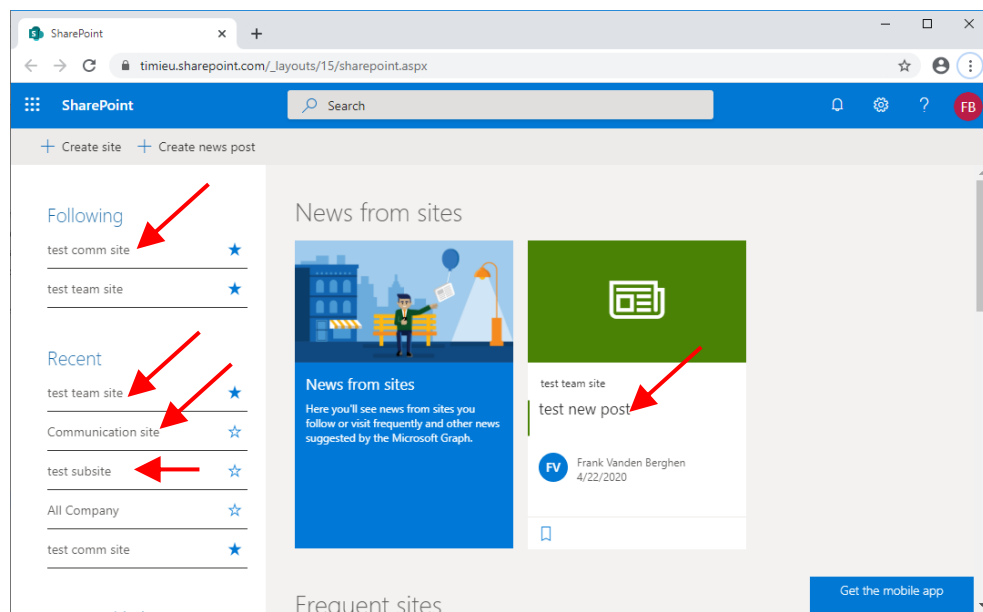 SharePoint
timieu.sharepoint.com/_layouts/15/sharepoint.aspx
SharePoint
Search
?
FB
+ Create site + Create news post
Following
test comm site
test team site
Recent
test team site
Communication site
test subsite
All Company
test comm site
News from sites
News from sites
Here you'll see news from sites you
follow or visit frequently and other news
suggested by the Microsoft Graph.
test team site
test new post
FV
Frank Vanden Berghen
4/22/2020
Frequent sites
Get the mobile app